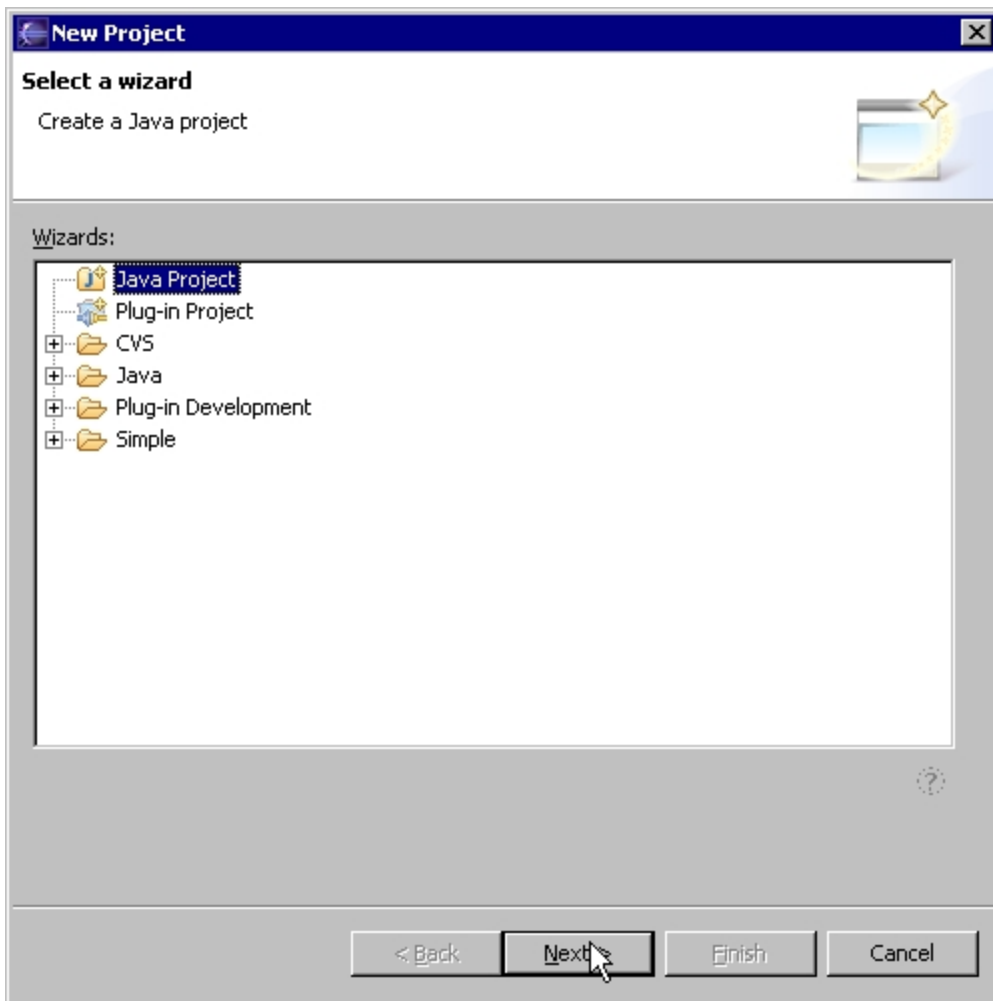 New Project
Select a wizard
Create a Java project
Wizards:
Java Project
Plug-in Project
CVS
Java
Plug-in Development
Simple
?
< Back Next > Finish Cancel